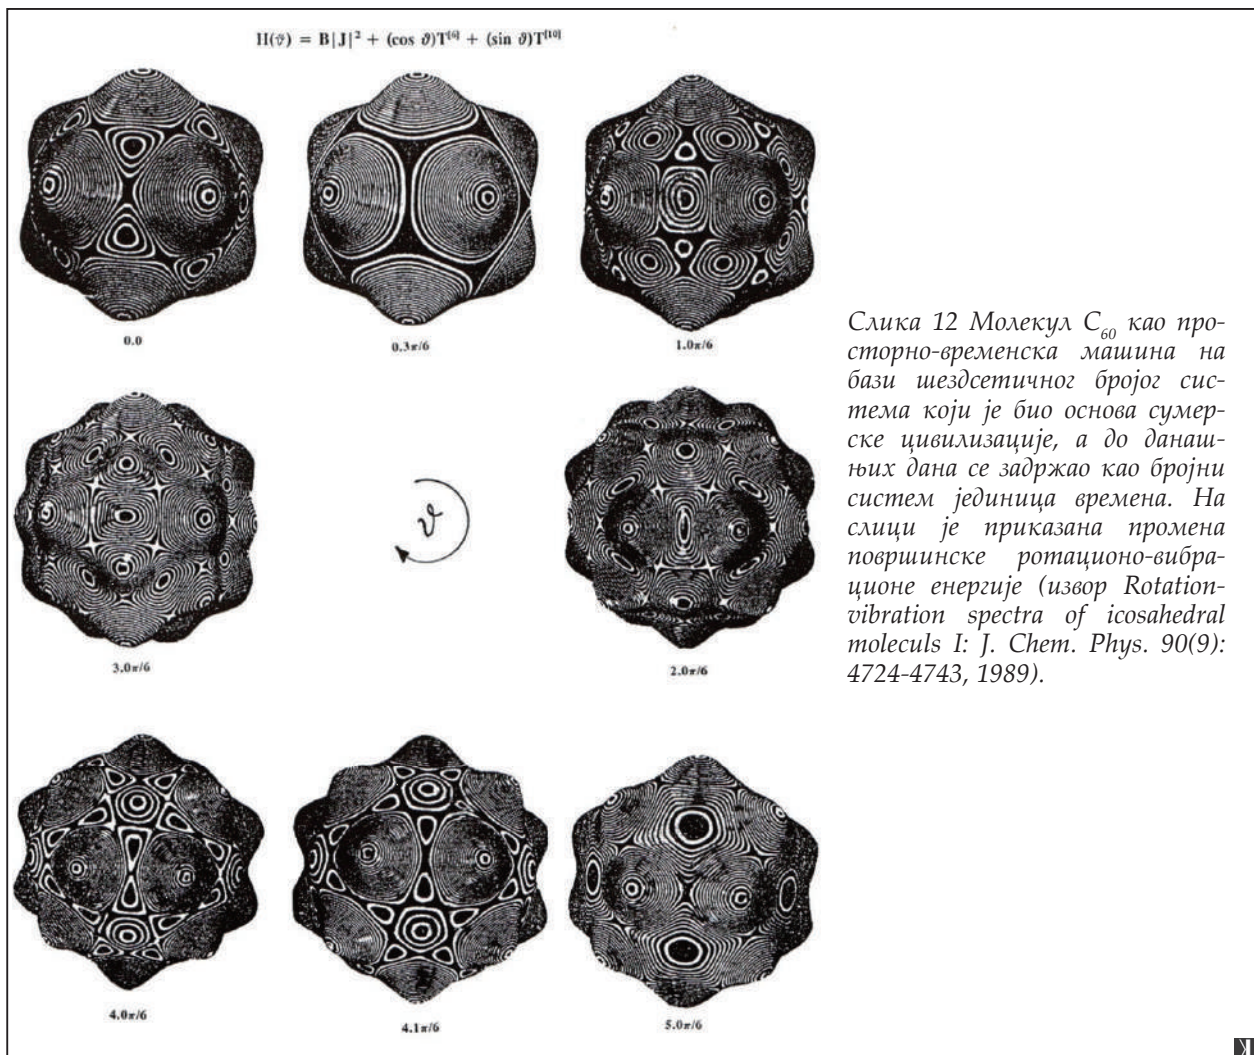 H(ϑ) = B|J|² + (cos ϑ)T[6] + (sin ϑ)T[10]
0.0
0.3π/6
1.0π/6
Слика 12 Молекул C60 као про-
сторно-временска машина на
бази шездсетичног бројог сис-
тема који је био основа сумер-
ске цивилизације, а до данаш-
њих дана се задржао као бројни
систем јединица времена. На
слици је приказана промена
површинске ротационо-вибра-
ционе енергије (извор Rotation-
vibration spectra of icosahedral
moleculs I: J. Chem. Phys. 90(9):
4724-4743, 1989).
ϑ
3.0π/6
2.0π/6
4.0π/6
4.1π/6
5.0π/6